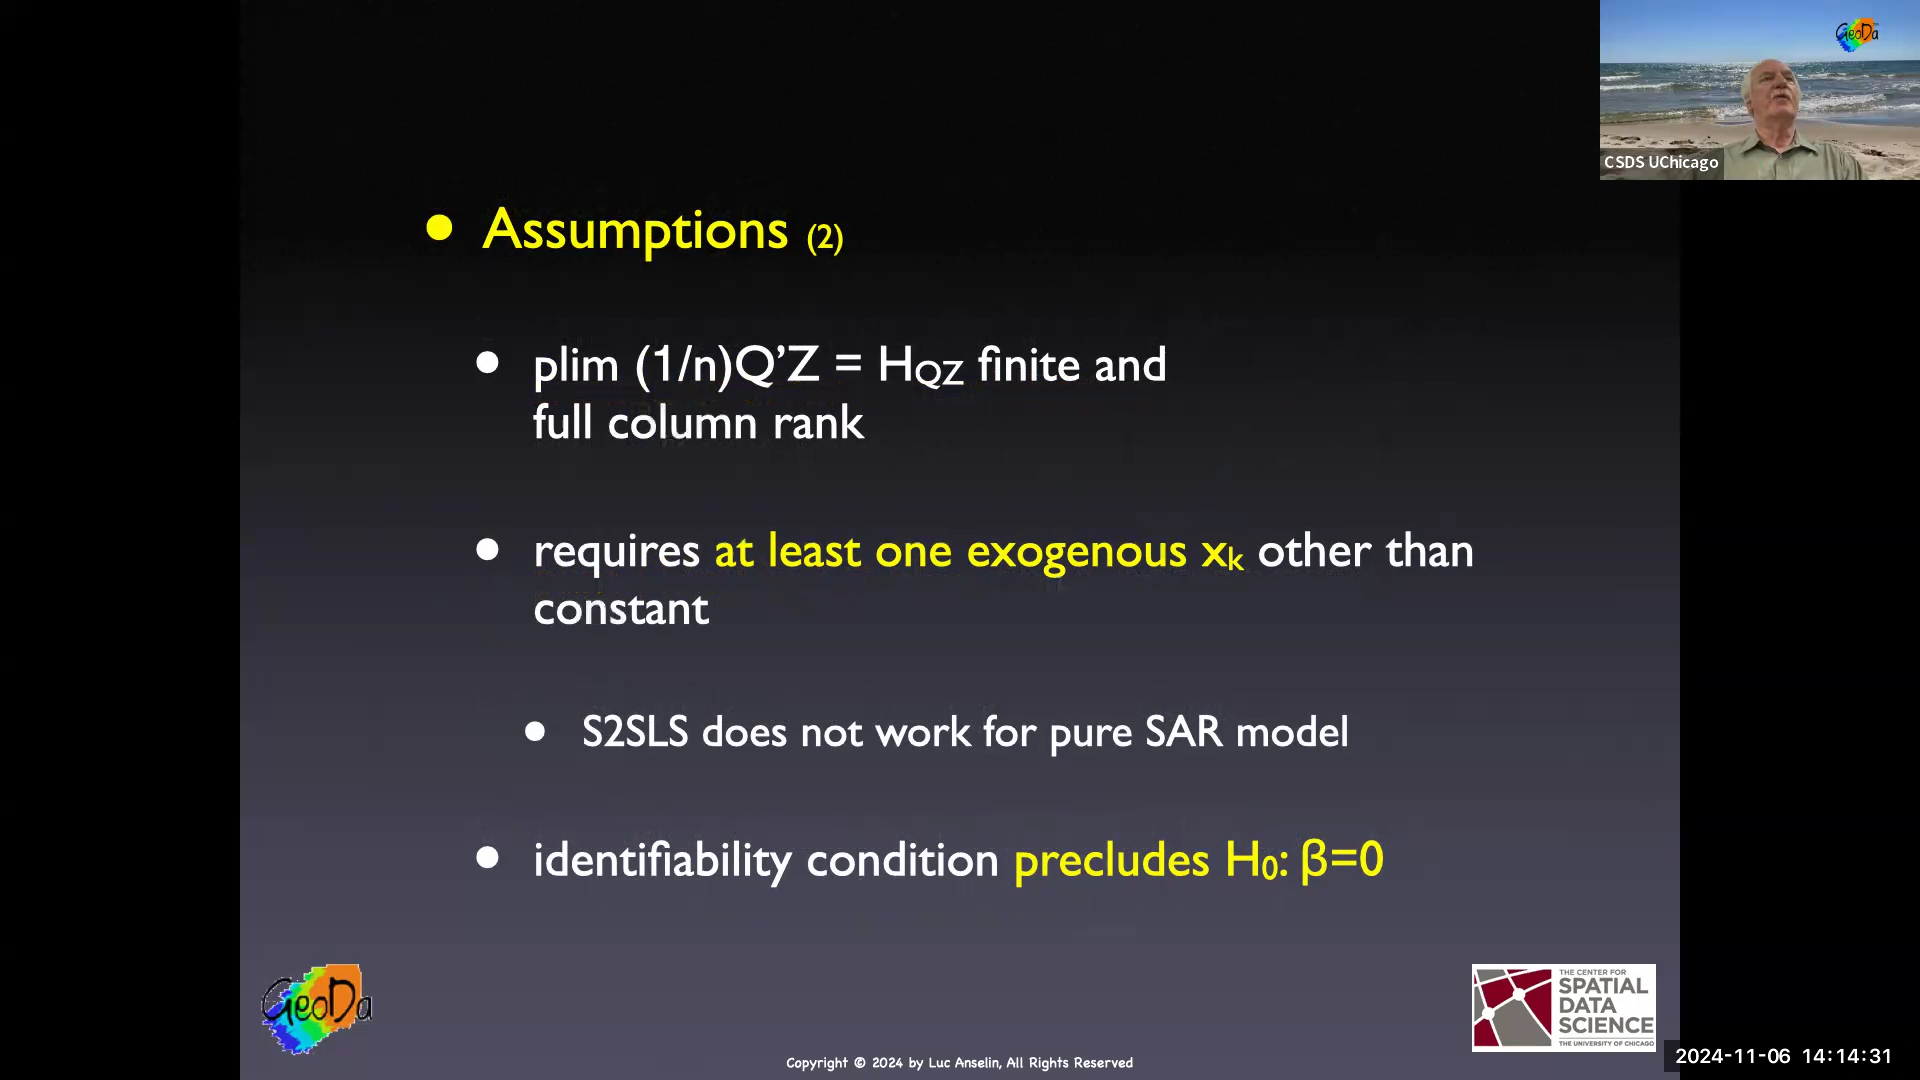 GeoDa
CSDS UChicago
• Assumptions (2)
• plim (1/n)Q’Z = HQZ finite and
full column rank
• requires at least one exogenous xk other than
constant
• S2SLS does not work for pure SAR model
• identifiability condition precludes H0: β=0
GeoDa
THE CENTER FOR
SPATIAL
DATA
SCIENCE
THE UNIVERSITY OF CHICAGO
Copyright © 2024 by Luc Anselin, All Rights Reserved
2024-11-06 14:14:31